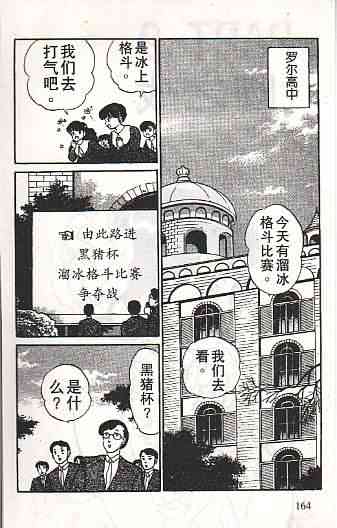 罗尔高中
今天有溜冰
格斗比赛。
我们去
看。
是冰上
格斗。
我们去
打气吧。
由此路进
黑猪杯
溜冰格斗比赛
争夺战
黑猪杯？
是什
么？
164